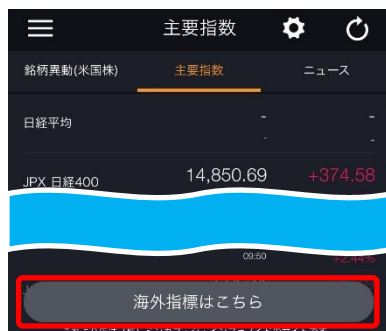 主要指数
銘柄異動(米国株) 主要指数 ニュース
日経平均 - -
- -
JPX 日経400 14,850.69 +374.58
09:50 +2.44%
海外指標はこちら